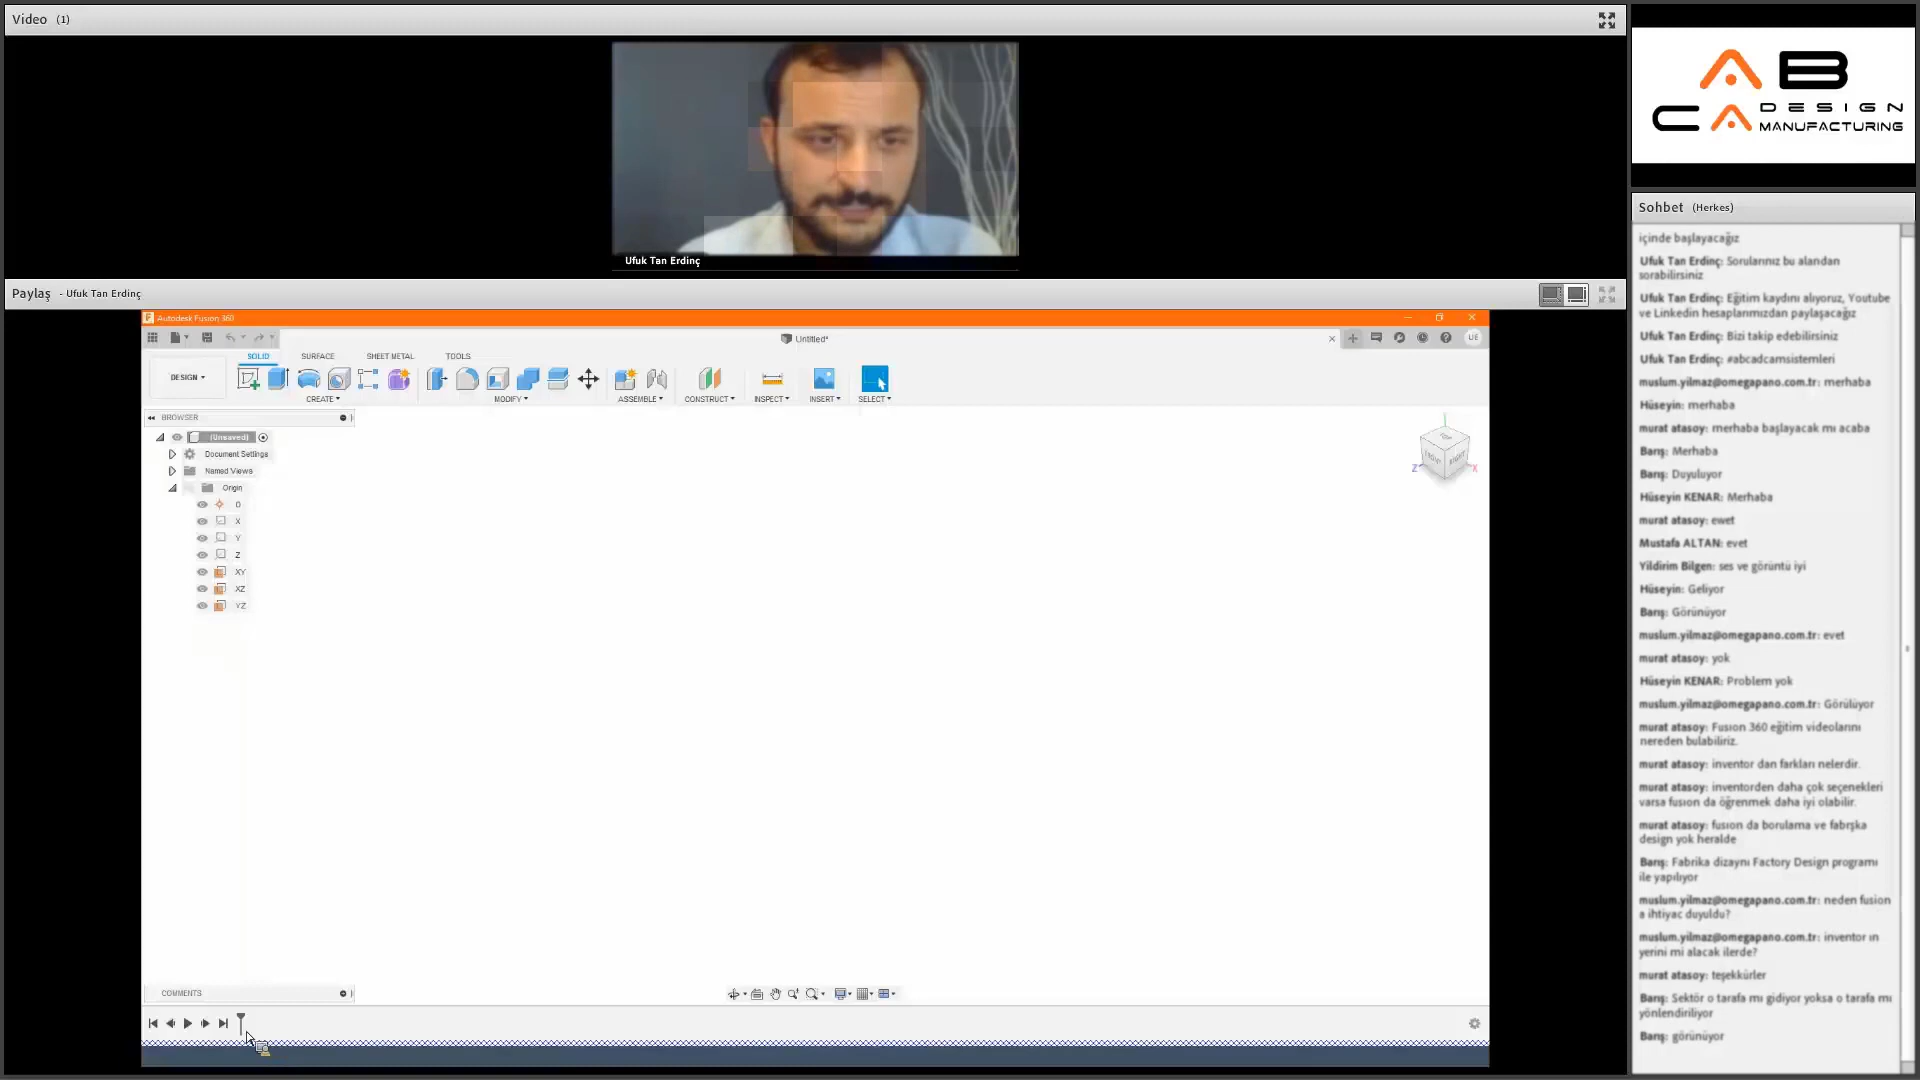 Video (1)
Ufuk Tan Erdinç
Paylaş - Ufuk Tan Erdinç
Autodesk Fusion 360
Untitled*
UE
SOLID SURFACE SHEET METAL TOOLS
DESIGN
CREATE MODIFY ASSEMBLE CONSTRUCT INSPECT INSERT SELECT
BROWSER
(Unsaved)
Document Settings
Named Views
Origin
O
X
Y
Z
XY
XZ
YZ
TOP
FRONT RIGHT
Z X
COMMENTS
AB
CA DESIGN
MANUFACTURING
Sohbet (Herkes)
içinde başlayacağız
Ufuk Tan Erdinç: Sorularınız bu alandan
sorabilirsiniz
Ufuk Tan Erdinç: Eğitim kaydını alıyoruz, Youtube
ve Linkedin hesaplarımızdan paylaşacağız
Ufuk Tan Erdinç: Bizi takip edebilirsiniz
Ufuk Tan Erdinç: #abcadcamsistemleri
muslum.yilmaz@omegapano.com.tr: merhaba
Hüseyin: merhaba
murat atasoy: merhaba başlayacak mı acaba
Barış: Merhaba
Barış: Duyuluyor
Hüseyin KENAR: Merhaba
murat atasoy: ewet
Mustafa ALTAN: evet
Yildirim Bilgen: ses ve görüntü iyi
Hüseyin: Geliyor
Barış: Görünüyor
muslum.yilmaz@omegapano.com.tr: evet
murat atasoy: yok
Hüseyin KENAR: Problem yok
muslum.yilmaz@omegapano.com.tr: Görülüyor
murat atasoy: Fusıon 360 eğitim videolarını
nereden bulabiliriz.
murat atasoy: inventor dan farkları nelerdir.
murat atasoy: inventorden daha çok seçenekleri
varsa fusıon da öğrenmek daha iyi olabilir.
murat atasoy: fusıon da borulama ve fabrşka
design yok heralde
Barış: Fabrika dizaynı Factory Design programı
ile yapılıyor
muslum.yilmaz@omegapano.com.tr: neden fusion
a ihtiyac duyuldu?
muslum.yilmaz@omegapano.com.tr: inventor ın
yerini mi alacak ilerde?
murat atasoy: teşekkürler
Barış: Sektör o tarafa mı gidiyor yoksa o tarafa mı
yönlendiriliyor
Barış: görünüyor